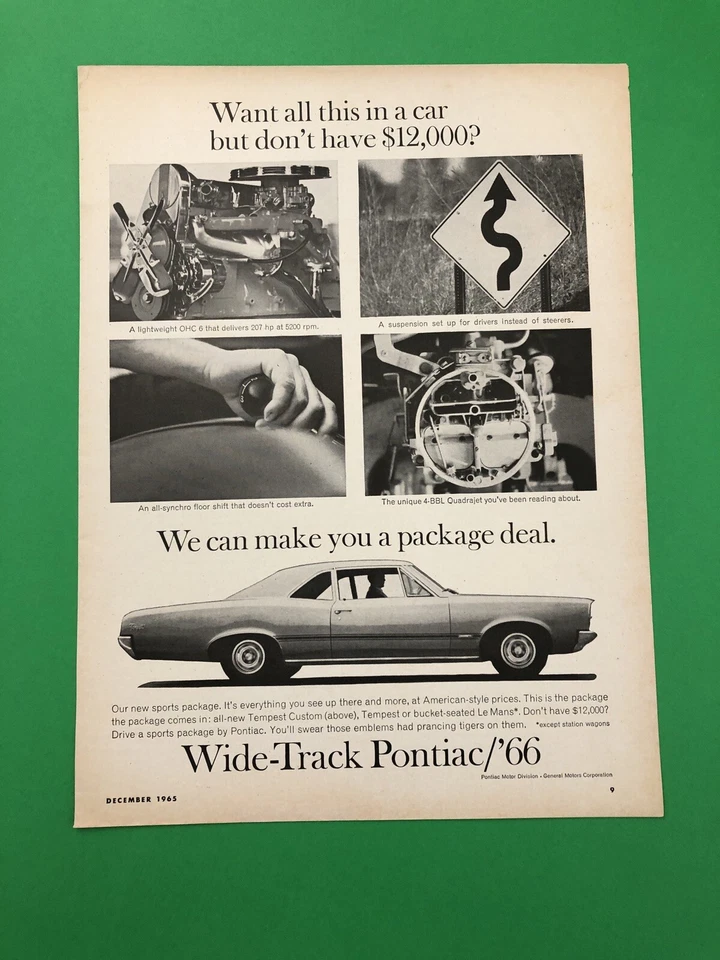 Want all this in a car
but don't have $12,000?
A lightweight OHC 6 that delivers 207 hp at 5200 rpm.
A suspension set up for drivers instead of steerers.
An all-synchro floor shift that doesn't cost extra.
The unique 4-BBL Quadrajet you've been reading about.
We can make you a package deal.
Our new sports package. It's everything you see up there and more, at American-style prices. This is the package
the package comes in: all-new Tempest Custom (above), Tempest or bucket-seated Le Mans*. Don't have $12,000?
Drive a sports package by Pontiac. You'll swear those emblems had prancing tigers on them. *except station wagons
Wide-Track Pontiac/'66
Pontiac Motor Division • General Motors Corporation
DECEMBER 1965
9